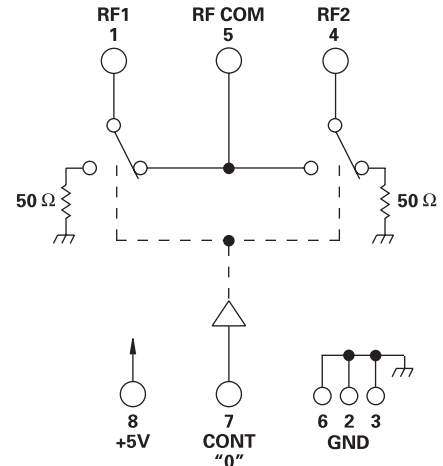 RF1 RF COM RF2
1 5 4
50 Ω 50 Ω
8 7 6 2 3
+5V CONT GND
"0"